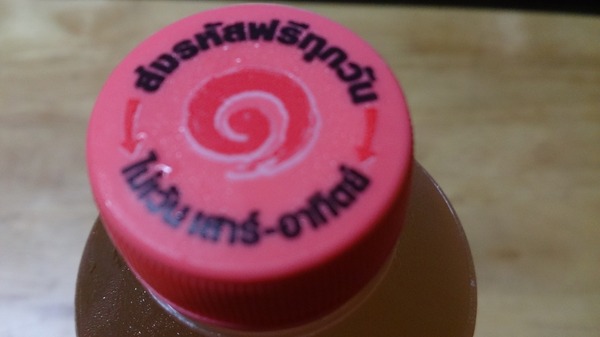 ส่งรหัสฟรีทุกวัน
ไม่เว้น เสาร์-อาทิตย์